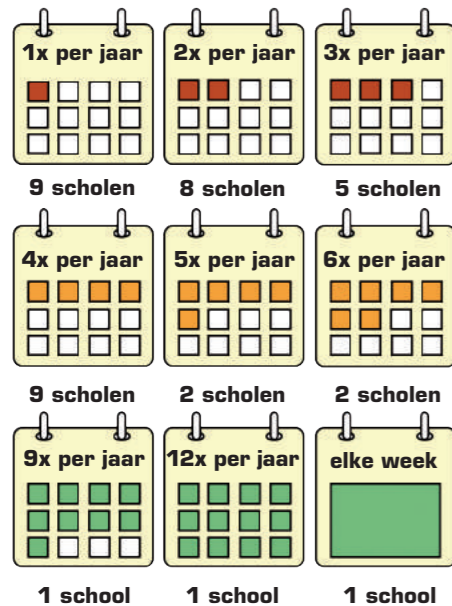 1x per jaar
2x per jaar
3x per jaar
9 scholen
8 scholen
5 scholen
4x per jaar
5x per jaar
6x per jaar
9 scholen
2 scholen
2 scholen
9x per jaar
12x per jaar
elke week
1 school
1 school
1 school